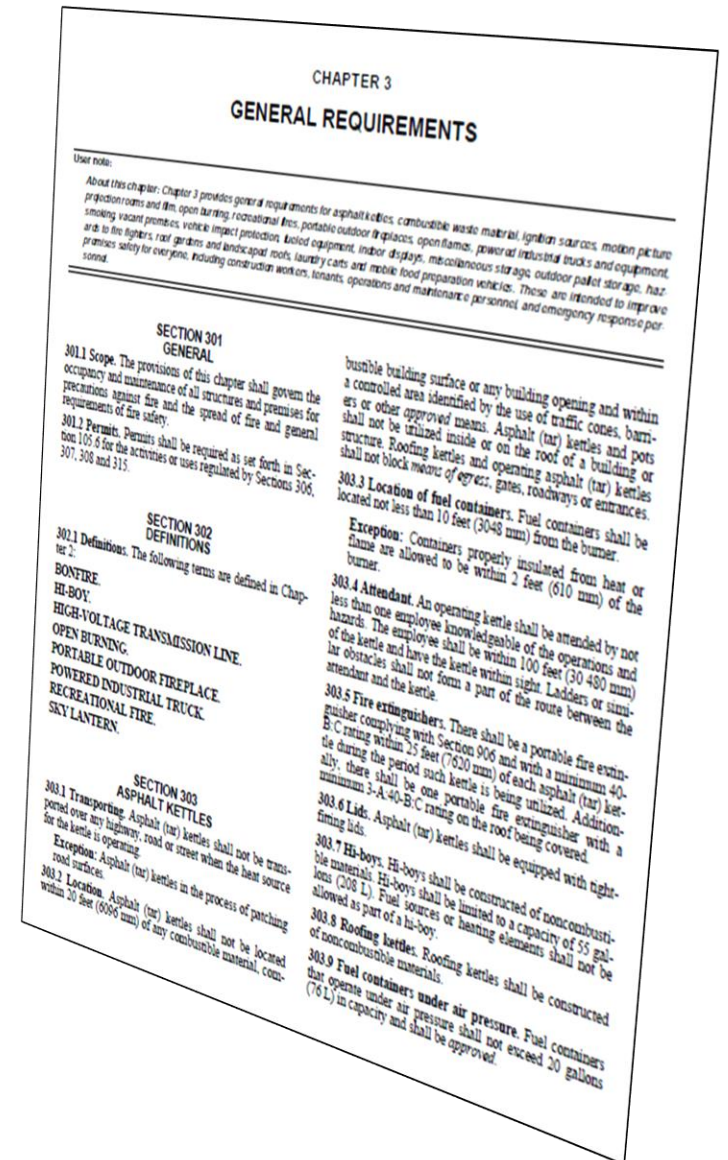 CHAPTER 3
GENERAL REQUIREMENTS
User note:
About this chapter: Chapter 3 provides general requirements for asphalt kettles, combustible waste material, ignition sources, motion picture
projection rooms and film, open burning, recreational fires, portable outdoor fireplaces, open flames, powered industrial trucks and equipment,
smoking, vacant premises, vehicle impact protection, fueled equipment, indoor displays, miscellaneous storage, outdoor pallet storage, haz-
ards to fire fighters, roof gardens and landscaped roofs, laundry carts and mobile food preparation vehicles. These are intended to improve
premises safety for everyone, including construction workers, tenants, operations and maintenance personnel, and emergency response per-
sonnel.
SECTION 301
GENERAL
301.1 Scope. The provisions of this chapter shall govern the
occupancy and maintenance of all structures and premises for
precautions against fire and the spread of fire and general
requirements of fire safety.
301.2 Permits. Permits shall be required as set forth in Sec-
tion 105.6 for the activities or uses regulated by Sections 306,
307, 308 and 315.
SECTION 302
DEFINITIONS
302.1 Definitions. The following terms are defined in Chap-
ter 2:
BONFIRE.
HI-BOY.
HIGH-VOLTAGE TRANSMISSION LINE.
OPEN BURNING.
PORTABLE OUTDOOR FIREPLACE.
POWERED INDUSTRIAL TRUCK.
RECREATIONAL FIRE.
SKY LANTERN.
SECTION 303
ASPHALT KETTLES
303.1 Transporting. Asphalt (tar) kettles shall not be trans-
ported over any highway, road or street when the heat source
for the kettle is operating.
Exception: Asphalt (tar) kettles in the process of patching
road surfaces.
303.2 Location. Asphalt (tar) kettles shall not be located
within 20 feet (6096 mm) of any combustible material, com-
bustible building surface or any building opening and within
a controlled area identified by the use of traffic cones, barri-
ers or other approved means. Asphalt (tar) kettles and pots
shall not be utilized inside or on the roof of a building or
structure. Roofing kettles and operating asphalt (tar) kettles
shall not block means of egress, gates, roadways or entrances.
303.3 Location of fuel containers. Fuel containers shall be
located not less than 10 feet (3048 mm) from the burner.
Exception: Containers properly insulated from heat or
flame are allowed to be within 2 feet (610 mm) of the
burner.
303.4 Attendant. An operating kettle shall be attended by not
less than one employee knowledgeable of the operations and
hazards. The employee shall be within 100 feet (30 480 mm)
of the kettle and have the kettle within sight. Ladders or simi-
lar obstacles shall not form a part of the route between the
attendant and the kettle.
303.5 Fire extinguishers. There shall be a portable fire extin-
guisher complying with Section 906 and with a minimum 40-
B:C rating within 25 feet (7620 mm) of each asphalt (tar) ket-
tle during the period such kettle is being utilized. Addition-
ally, there shall be one portable fire extinguisher with a
minimum 3-A:40-B:C rating on the roof being covered.
303.6 Lids. Asphalt (tar) kettles shall be equipped with tight-
fitting lids.
303.7 Hi-boys. Hi-boys shall be constructed of noncombusti-
ble materials. Hi-boys shall be limited to a capacity of 55 gal-
lons (208 L). Fuel sources or heating elements shall not be
allowed as part of a hi-boy.
303.8 Roofing kettles. Roofing kettles shall be constructed
of noncombustible materials.
303.9 Fuel containers under air pressure. Fuel containers
that operate under air pressure shall not exceed 20 gallons
(76 L) in capacity and shall be approved.